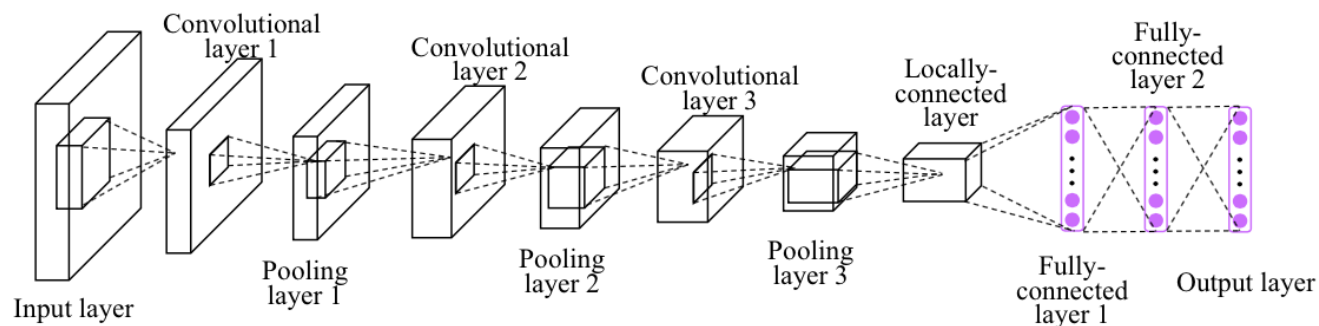 Input layer
Convolutional
layer 1
Pooling
layer 1
Convolutional
layer 2
Pooling
layer 2
Convolutional
layer 3
Pooling
layer 3
Locally-
connected
layer
Fully-
connected
layer 1
Fully-
connected
layer 2
Output layer